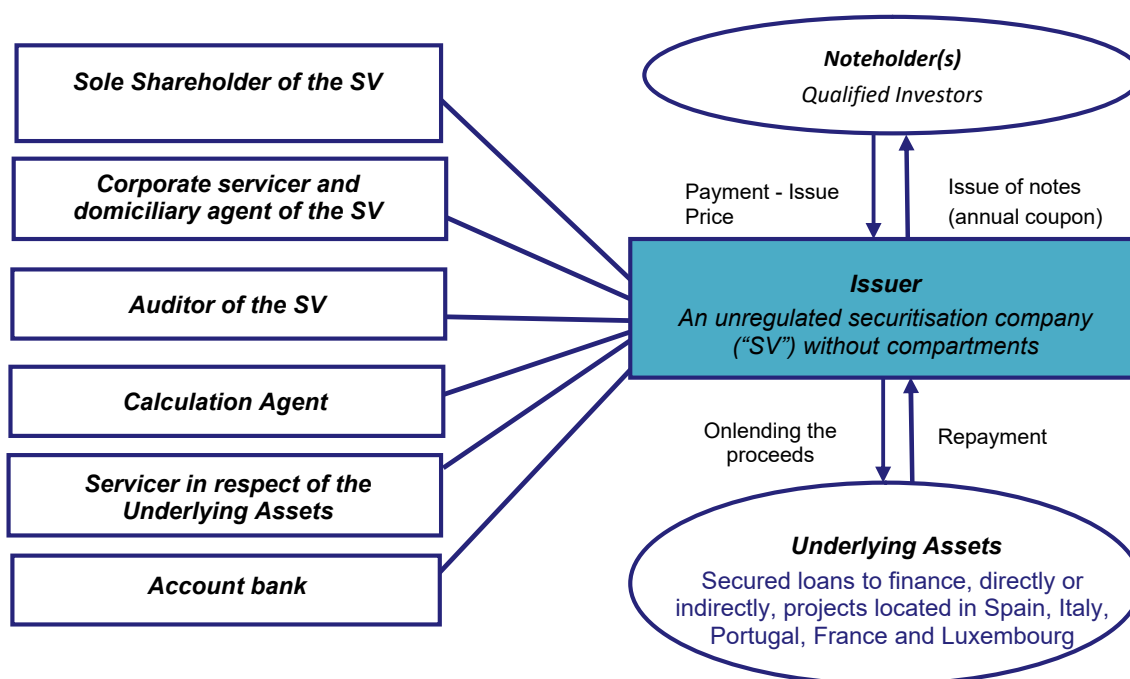 Sole Shareholder of the SV
Corporate servicer and
domiciliary agent of the SV
Auditor of the SV
Calculation Agent
Servicer in respect of the
Underlying Assets
Account bank
Noteholder(s)
Qualified Investors
Payment - Issue
Price
Issue of notes
(annual coupon)
Issuer
An unregulated securitisation company
(“SV”) without compartments
Onlending the
proceeds
Repayment
Underlying Assets
Secured loans to finance, directly or
indirectly, projects located in Spain, Italy,
Portugal, France and Luxembourg